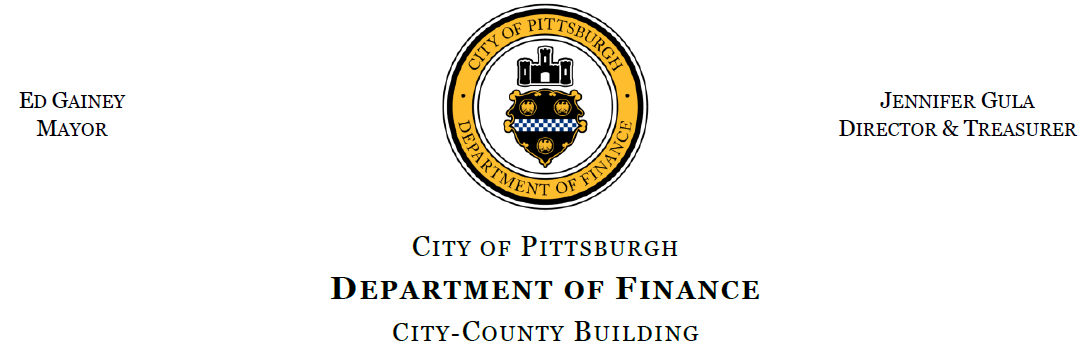 CITY OF PITTSBURGH
DEPARTMENT OF FINANCE
ED GAINEY
MAYOR
JENNIFER GULA
DIRECTOR & TREASURER
CITY OF PITTSBURGH
DEPARTMENT OF FINANCE
CITY-COUNTY BUILDING